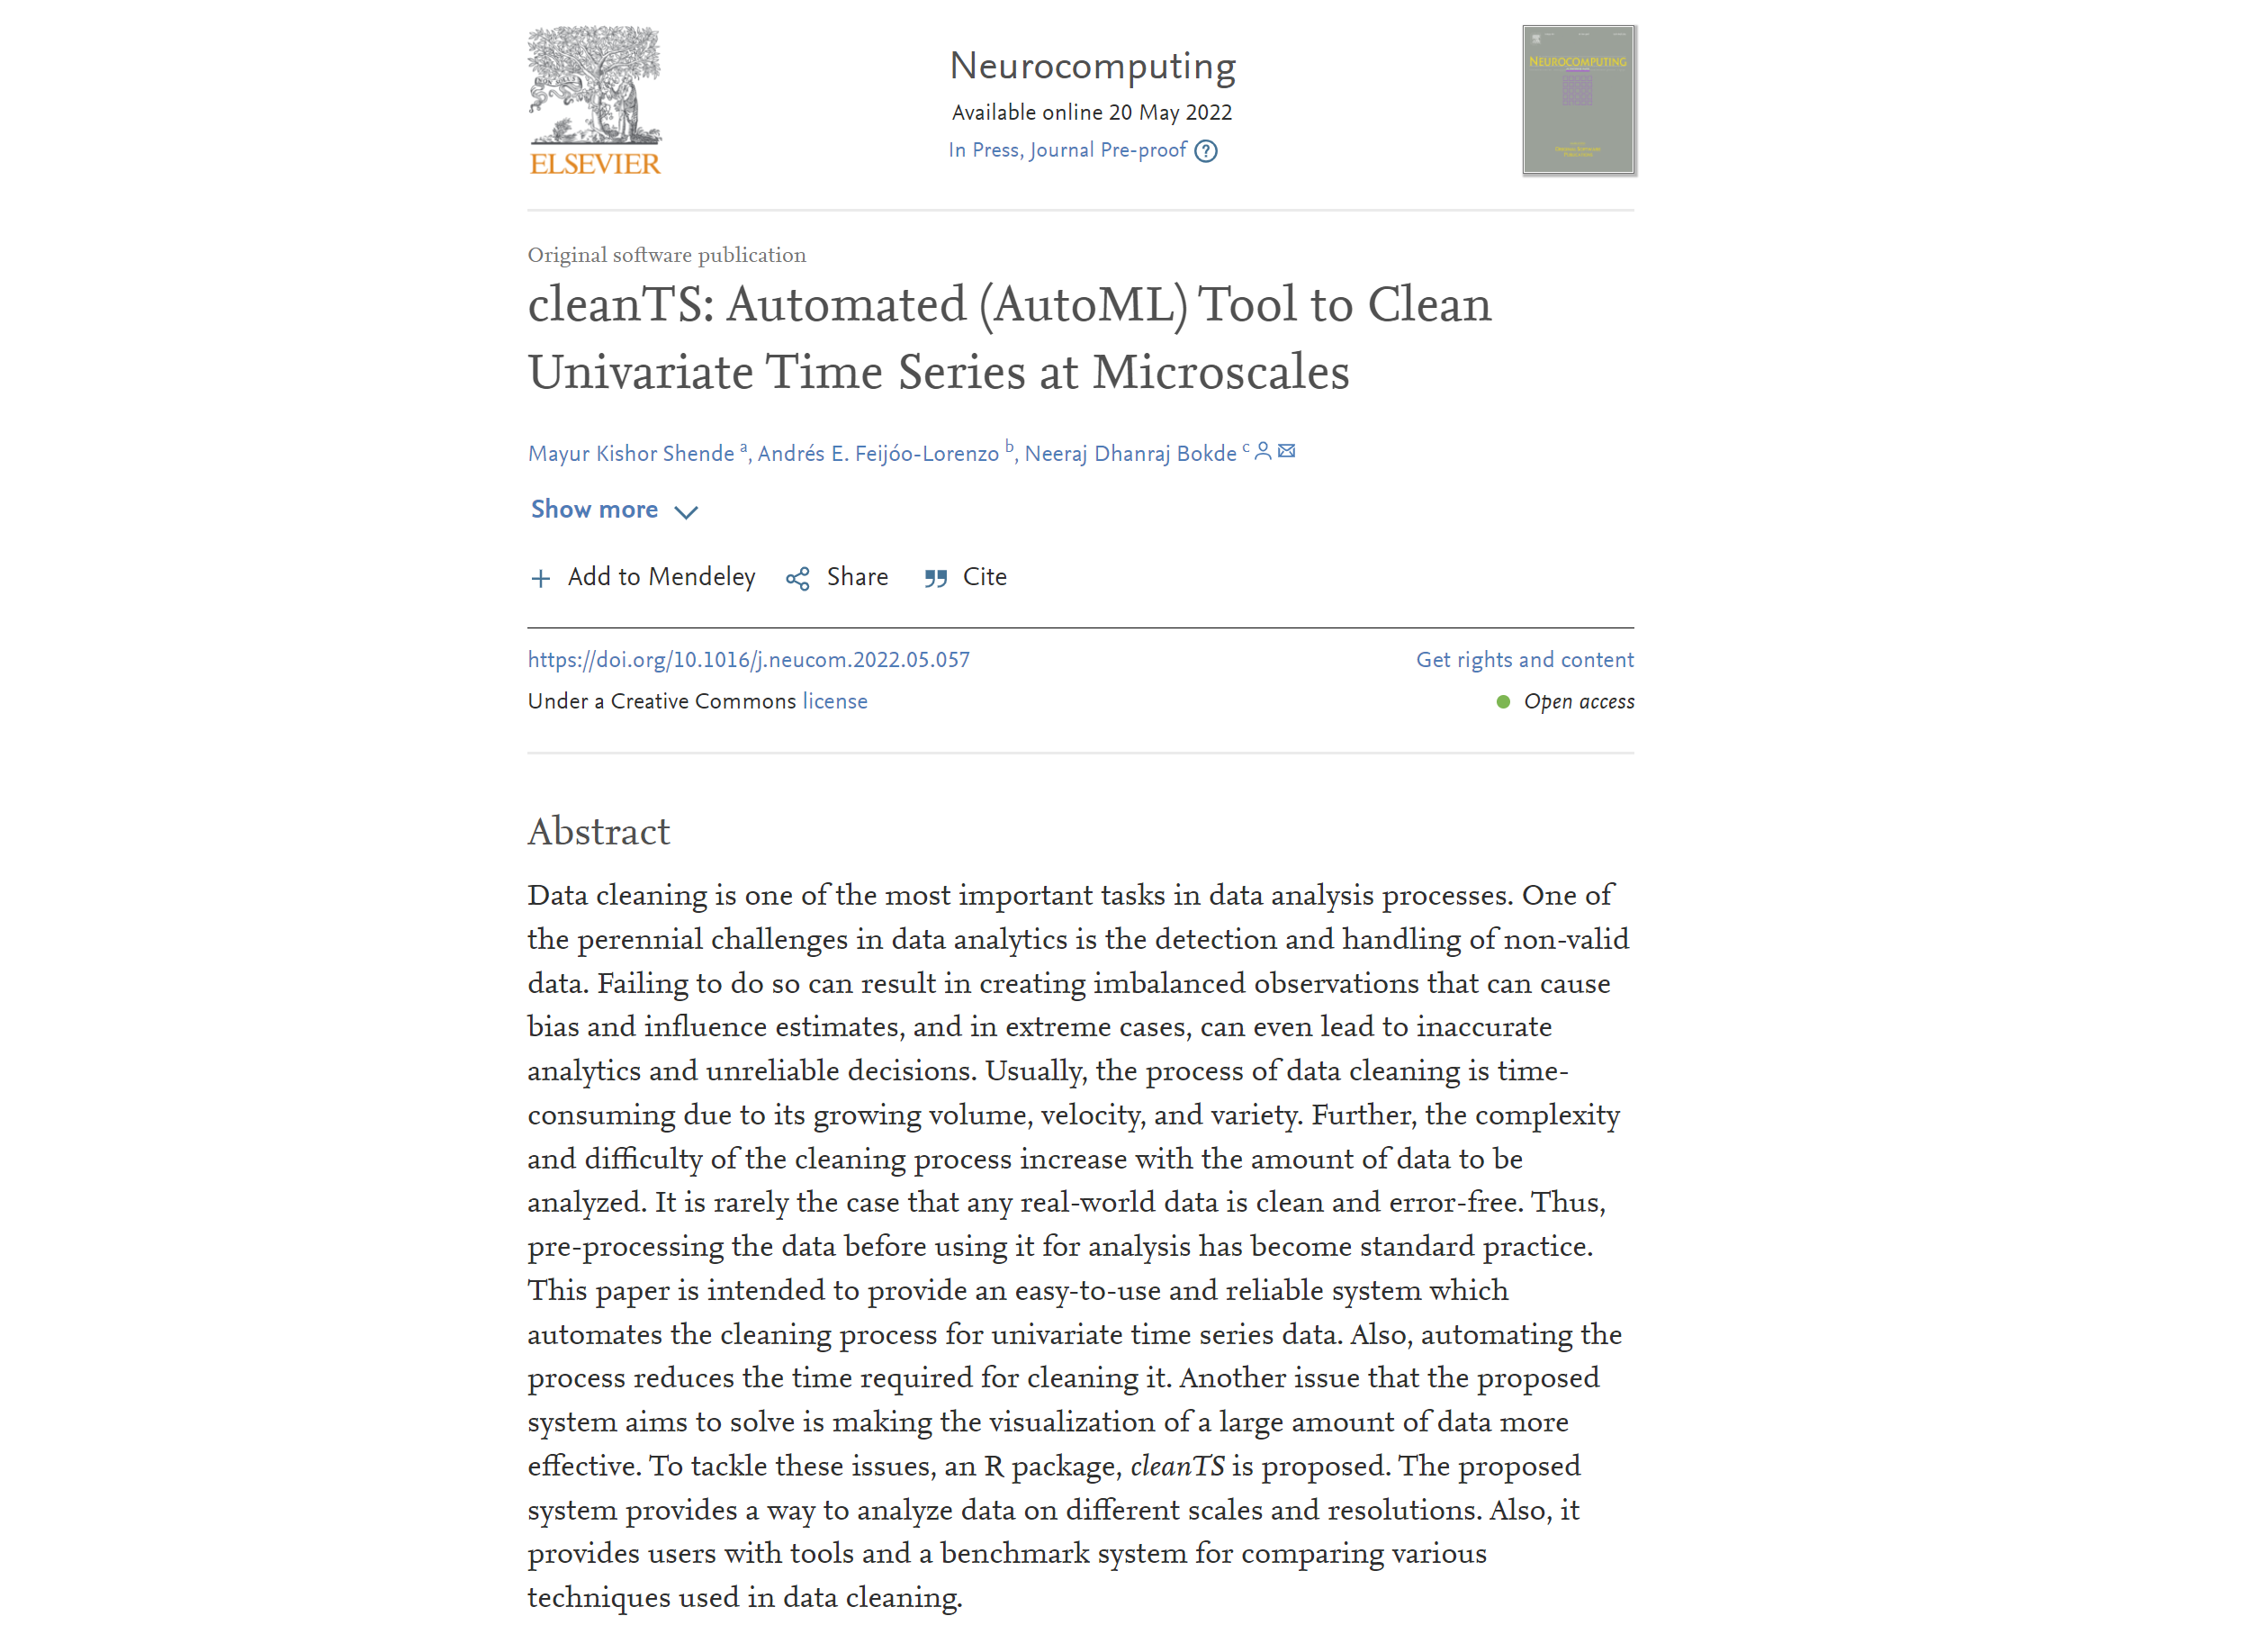 ELSEVIER
Neurocomputing
Available online 20 May 2022
In Press, Journal Pre-proof ?
NEUROCOMPUTING
Original software publication
cleanTS: Automated (AutoML) Tool to Clean
Univariate Time Series at Microscales
Mayur Kishor Shende a, Andrés E. Feijóo-Lorenzo b, Neeraj Dhanraj Bokde c
Show more
Add to Mendeley Share Cite
https://doi.org/10.1016/j.neucom.2022.05.057 Get rights and content
Under a Creative Commons license Open access
Abstract
Data cleaning is one of the most important tasks in data analysis processes. One of
the perennial challenges in data analytics is the detection and handling of non-valid
data. Failing to do so can result in creating imbalanced observations that can cause
bias and influence estimates, and in extreme cases, can even lead to inaccurate
analytics and unreliable decisions. Usually, the process of data cleaning is time-
consuming due to its growing volume, velocity, and variety. Further, the complexity
and difficulty of the cleaning process increase with the amount of data to be
analyzed. It is rarely the case that any real-world data is clean and error-free. Thus,
pre-processing the data before using it for analysis has become standard practice.
This paper is intended to provide an easy-to-use and reliable system which
automates the cleaning process for univariate time series data. Also, automating the
process reduces the time required for cleaning it. Another issue that the proposed
system aims to solve is making the visualization of a large amount of data more
effective. To tackle these issues, an R package, cleanTS is proposed. The proposed
system provides a way to analyze data on different scales and resolutions. Also, it
provides users with tools and a benchmark system for comparing various
techniques used in data cleaning.